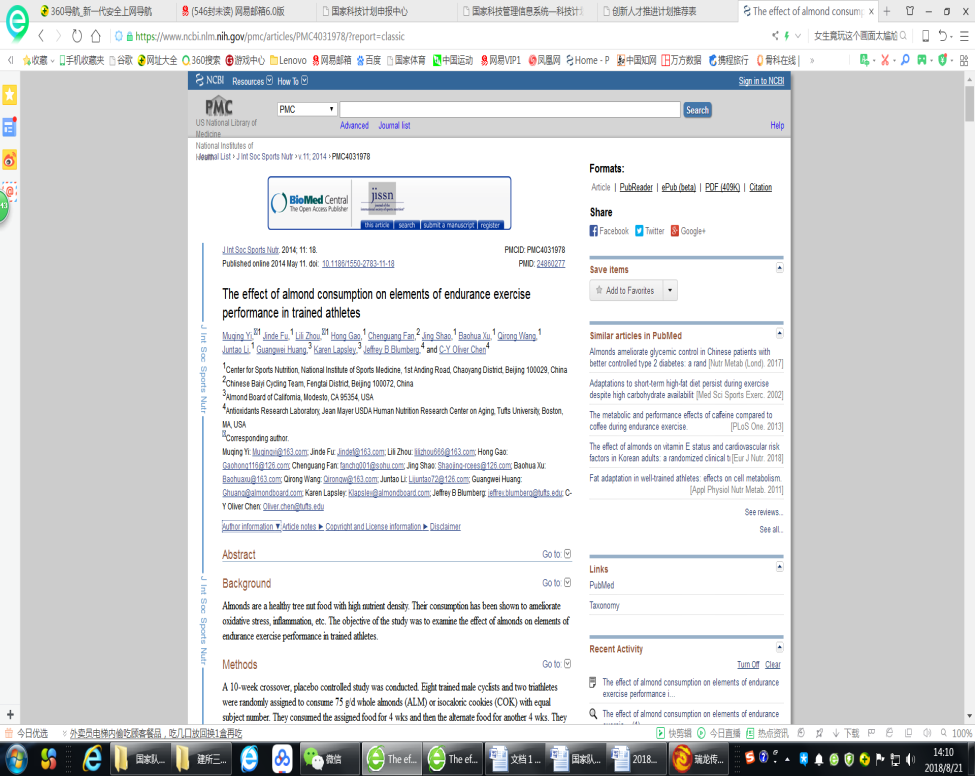 360导航_新一代安全上网导航
(546封未读) 网易邮箱6.0版
国家科技计划申报中心
国家科技管理信息系统—科技计
创新人才推进计划推荐表
The effect of almond consum
https://www.ncbi.nlm.nih.gov/pmc/articles/PMC4031978/?report=classic
女生竟玩这个画面太尴尬
收藏 手机收藏夹 谷歌 网址大全 360搜索 游戏中心 Lenovo 网易邮箱 百度 国家体育 中国运动 网易VIP1 凤凰网 Home - P 中国知网 万方数据 携程旅行 骨科在线
NCBI Resources How To Sign in to NCBI
PMC
US National Library of
Medicine
National Institutes of
PMC Search
Advanced Journal list Help
Journal List > J Int Soc Sports Nutr > v.11; 2014 > PMC4031978
BioMed Central
The Open Access Publisher
jissn
this article search submit a manuscript register
J Int Soc Sports Nutr. 2014; 11: 18. PMCID: PMC4031978
Published online 2014 May 11. doi: 10.1186/1550-2783-11-18 PMID: 24860277
The effect of almond consumption on elements of endurance exercise
performance in trained athletes
Muqing Yi,✉1 Jinde Fu,1 Lili Zhou,✉1 Hong Gao,1 Chenguang Fan,2 Jing Shao,1 Baohua Xu,1 Qirong Wang,1
Juntao Li,1 Guangwei Huang,3 Karen Lapsley,3 Jeffrey B Blumberg,4 and C-Y Oliver Chen4
1Center for Sports Nutrition, National Institute of Sports Medicine, 1st Anding Road, Chaoyang District, Beijing 100029, China
2Chinese Baiyi Cycling Team, Fengtai District, Beijing 100072, China
3Almond Board of California, Modesto, CA 95354, USA
4Antioxidants Research Laboratory, Jean Mayer USDA Human Nutrition Research Center on Aging, Tufts University, Boston,
MA, USA
✉Corresponding author.
Muqing Yi: Muqingyi@163.com; Jinde Fu: Jindef@163.com; Lili Zhou: lilizhou666@163.com; Hong Gao:
Gaohong116@126.com; Chenguang Fan: fanchg001@sohu.com; Jing Shao: Shaojing-rcees@126.com; Baohua Xu:
Baohuaxu@163.com; Qirong Wang: Qirongw@163.com; Juntao Li: Lijuntao72@126.com; Guangwei Huang:
Ghuang@almondboard.com; Karen Lapsley: Klapsley@almondboard.com; Jeffrey B Blumberg: jeffrey.blumberg@tufts.edu; C-
Y Oliver Chen: Oliver.chen@tufts.edu
Author information ▼ Article notes ► Copyright and License information ► Disclaimer
J Int Soc Sports Nutr
J Int Soc Sports Nutr
Abstract Go to:
Background Go to:
Almonds are a healthy tree nut food with high nutrient density. Their consumption has been shown to ameliorate
oxidative stress, inflammation, etc. The objective of the study was to examine the effect of almonds on elements of
endurance exercise performance in trained athletes.
Methods Go to:
A 10-week crossover, placebo controlled study was conducted. Eight trained male cyclists and two triathletes
were randomly assigned to consume 75 g/d whole almonds (ALM) or isocaloric cookies (COK) with equal
subject number. They consumed the assigned food for 4 wks and then the alternate food for another 4 wks. They
Formats:
Article | PubReader | ePub (beta) | PDF (409K) | Citation
Share
Facebook Twitter Google+
Save items
Add to Favorites
Similar articles in PubMed
Almonds ameliorate glycemic control in Chinese patients with
better controlled type 2 diabetes: a rand [Nutr Metab (Lond). 2017]
Adaptations to short-term high-fat diet persist during exercise
despite high carbohydrate availabilit [Med Sci Sports Exerc. 2002]
The metabolic and performance effects of caffeine compared to
coffee during endurance exercise. [PLoS One. 2013]
The effect of almonds on vitamin E status and cardiovascular risk
factors in Korean adults: a randomized clinical t [Eur J Nutr. 2018]
Fat adaptation in well-trained athletes: effects on cell metabolism.
[Appl Physiol Nutr Metab. 2011]
See reviews...
See all...
Links
PubMed
Taxonomy
Recent Activity
Turn Off Clear
The effect of almond consumption on elements of endurance
exercise performance i...
The effect of almond consumption on elements of endurance
今日优选 外卖员电梯内偷吃顾客餐品，吃几口放回换1盒再吃
快剪辑 今日直播 热点资讯 下载 100%
国家队... 建所三... 微信 The ef... The ef... 文档 1 ... 国家队... 2018... 瑞龙传...
14:10
2018/8/21